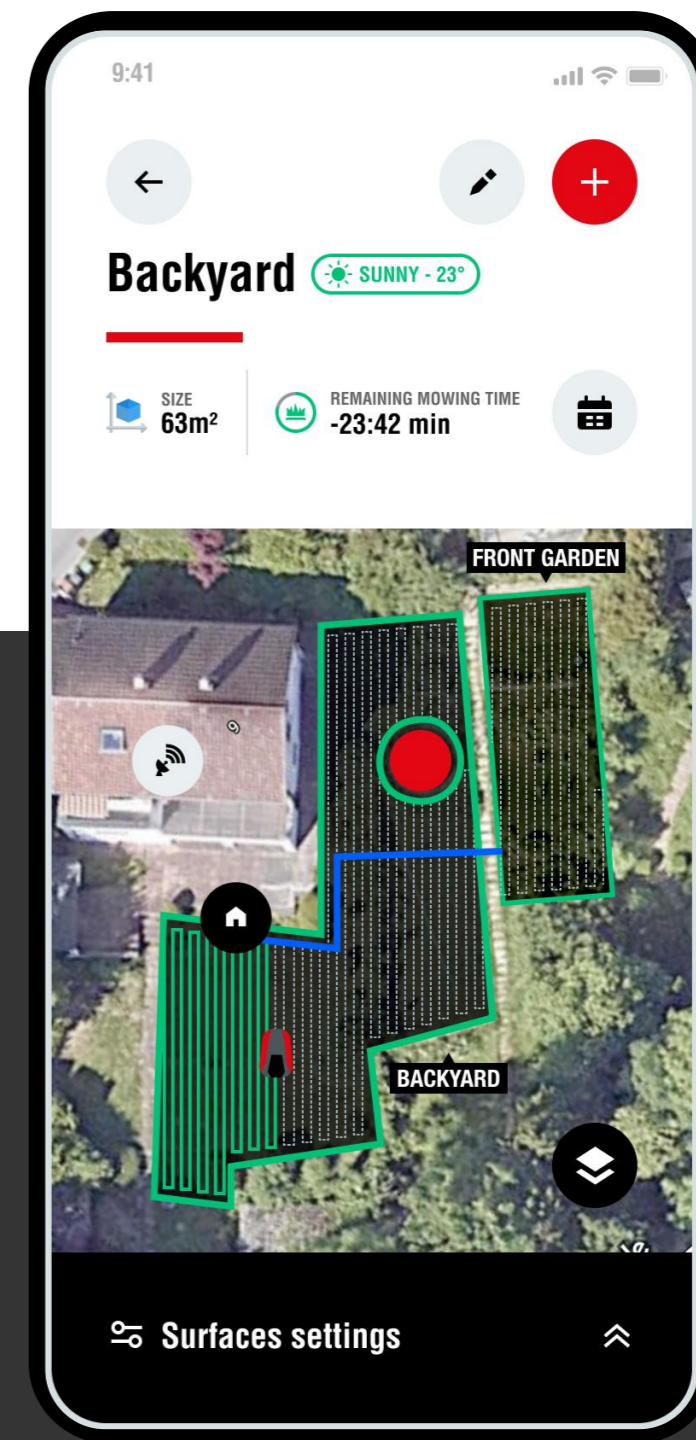 9:41
Backyard
SUNNY - 23°
SIZE
63m²
REMAINING MOWING TIME
-23:42 min
FRONT GARDEN
BACKYARD
Surfaces settings